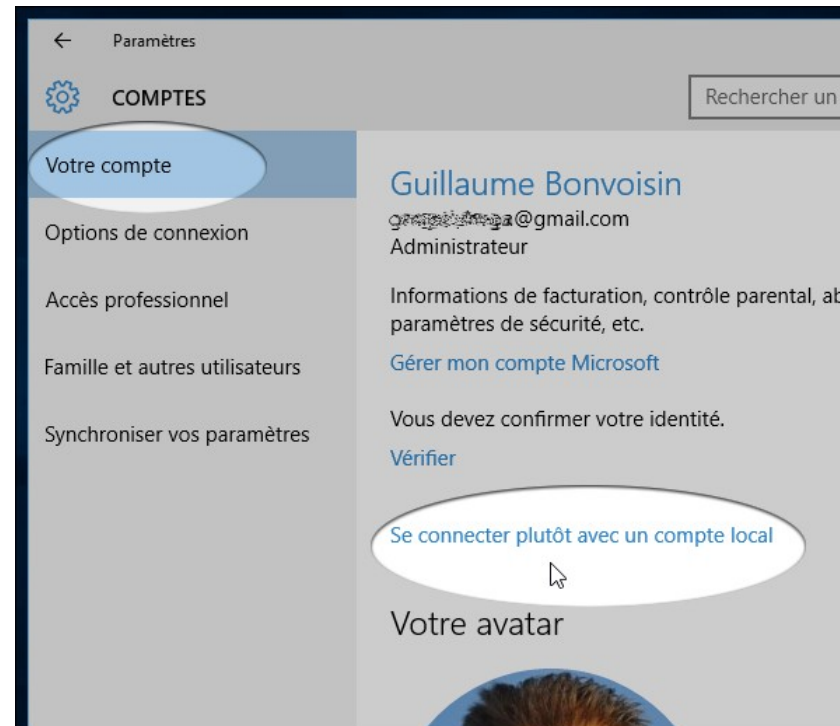 Paramètres
COMPTES
Rechercher un
Votre compte
Options de connexion
Accès professionnel
Famille et autres utilisateurs
Synchroniser vos paramètres
Guillaume Bonvoisin
@gmail.com
Administrateur
Informations de facturation, contrôle parental, ab
paramètres de sécurité, etc.
Gérer mon compte Microsoft
Vous devez confirmer votre identité.
Vérifier
Se connecter plutôt avec un compte local
Votre avatar